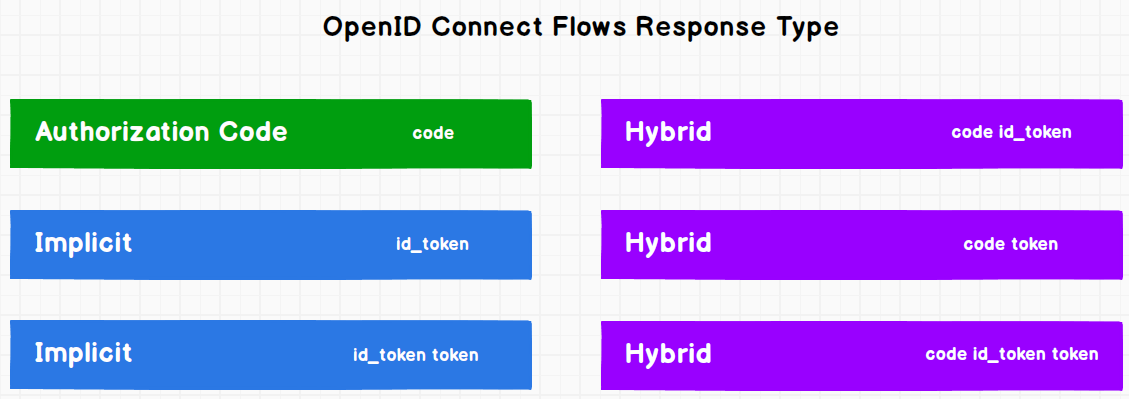 OpenID Connect Flows Response Type
Authorization Code code
Implicit id_token
Implicit id_token token
Hybrid code id_token
Hybrid code token
Hybrid code id_token token